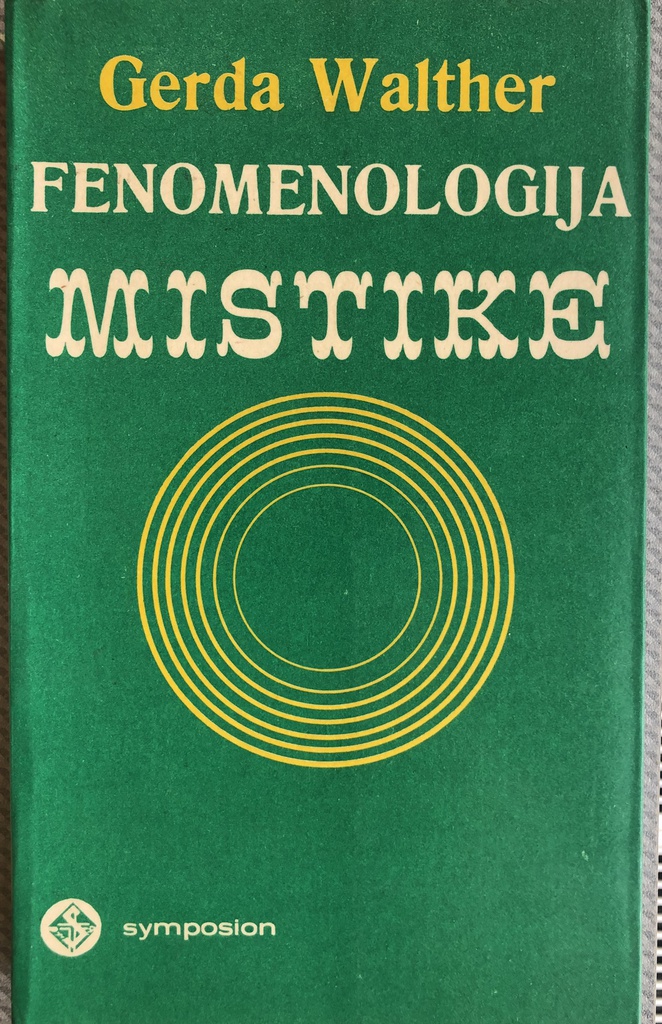 Gerda Walther
FENOMENOLOGIJA
MISTIKE
symposion